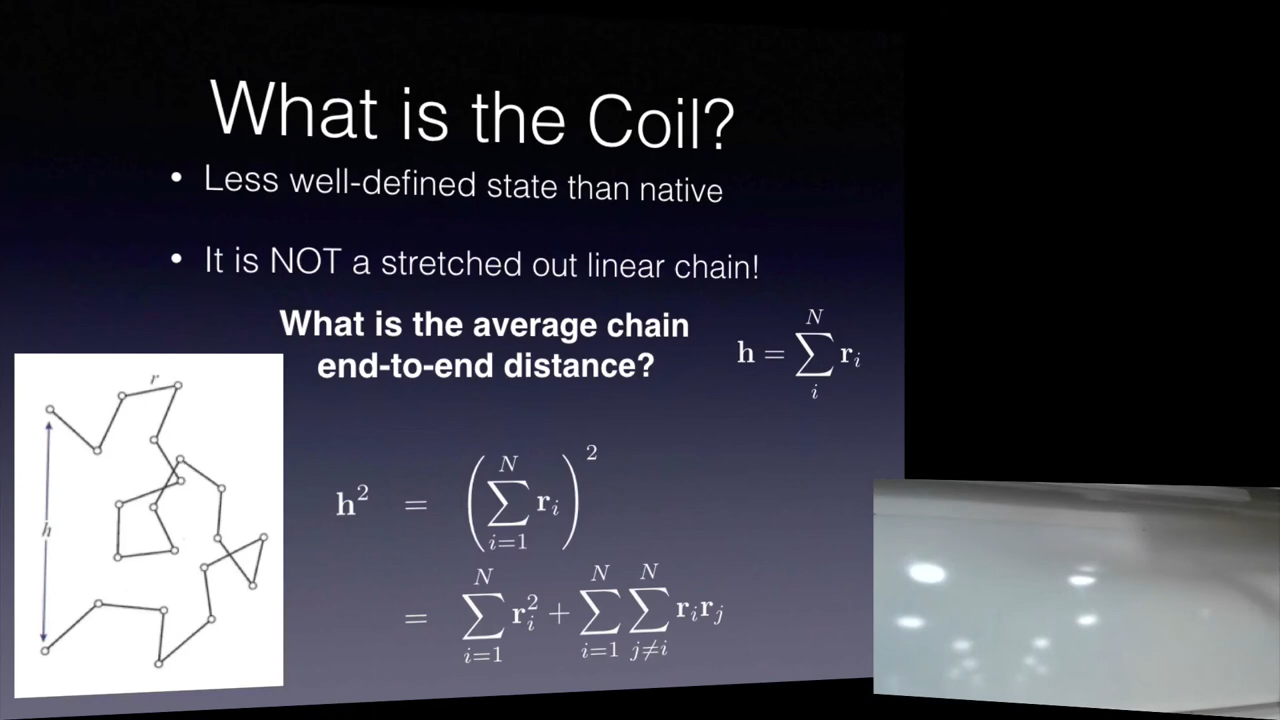 What is the Coil?
• Less well-defined state than native
• It is NOT a stretched out linear chain!
What is the average chain
end-to-end distance?
h = ∑_{i}^{N} r_i
r
h
h² = (∑_{i=1}^{N} r_i)²
= ∑_{i=1}^{N} r_i² + ∑_{i=1}^{N} ∑_{j≠i}^{N} r_i r_j